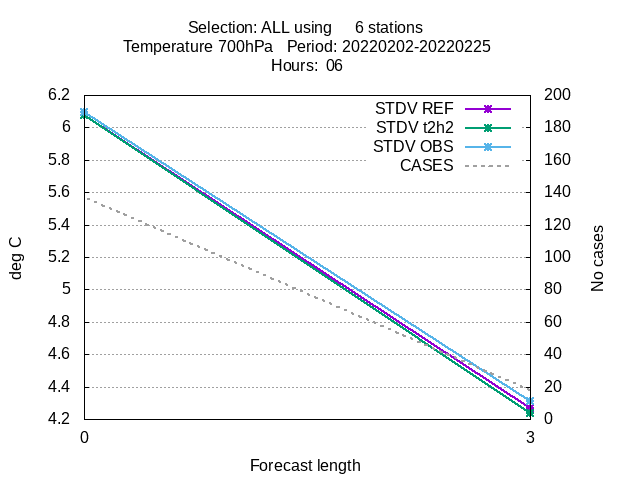 Selection: ALL using     6 stations
Temperature 700hPa   Period: 20220202-20220225
Hours:  06
6.2
6
5.8
5.6
5.4
5.2
5
4.8
4.6
4.4
4.2
deg C
STDV REF
STDV t2h2
STDV OBS
CASES
200
180
160
140
120
100
80
60
40
20
0
No cases
0
3
Forecast length